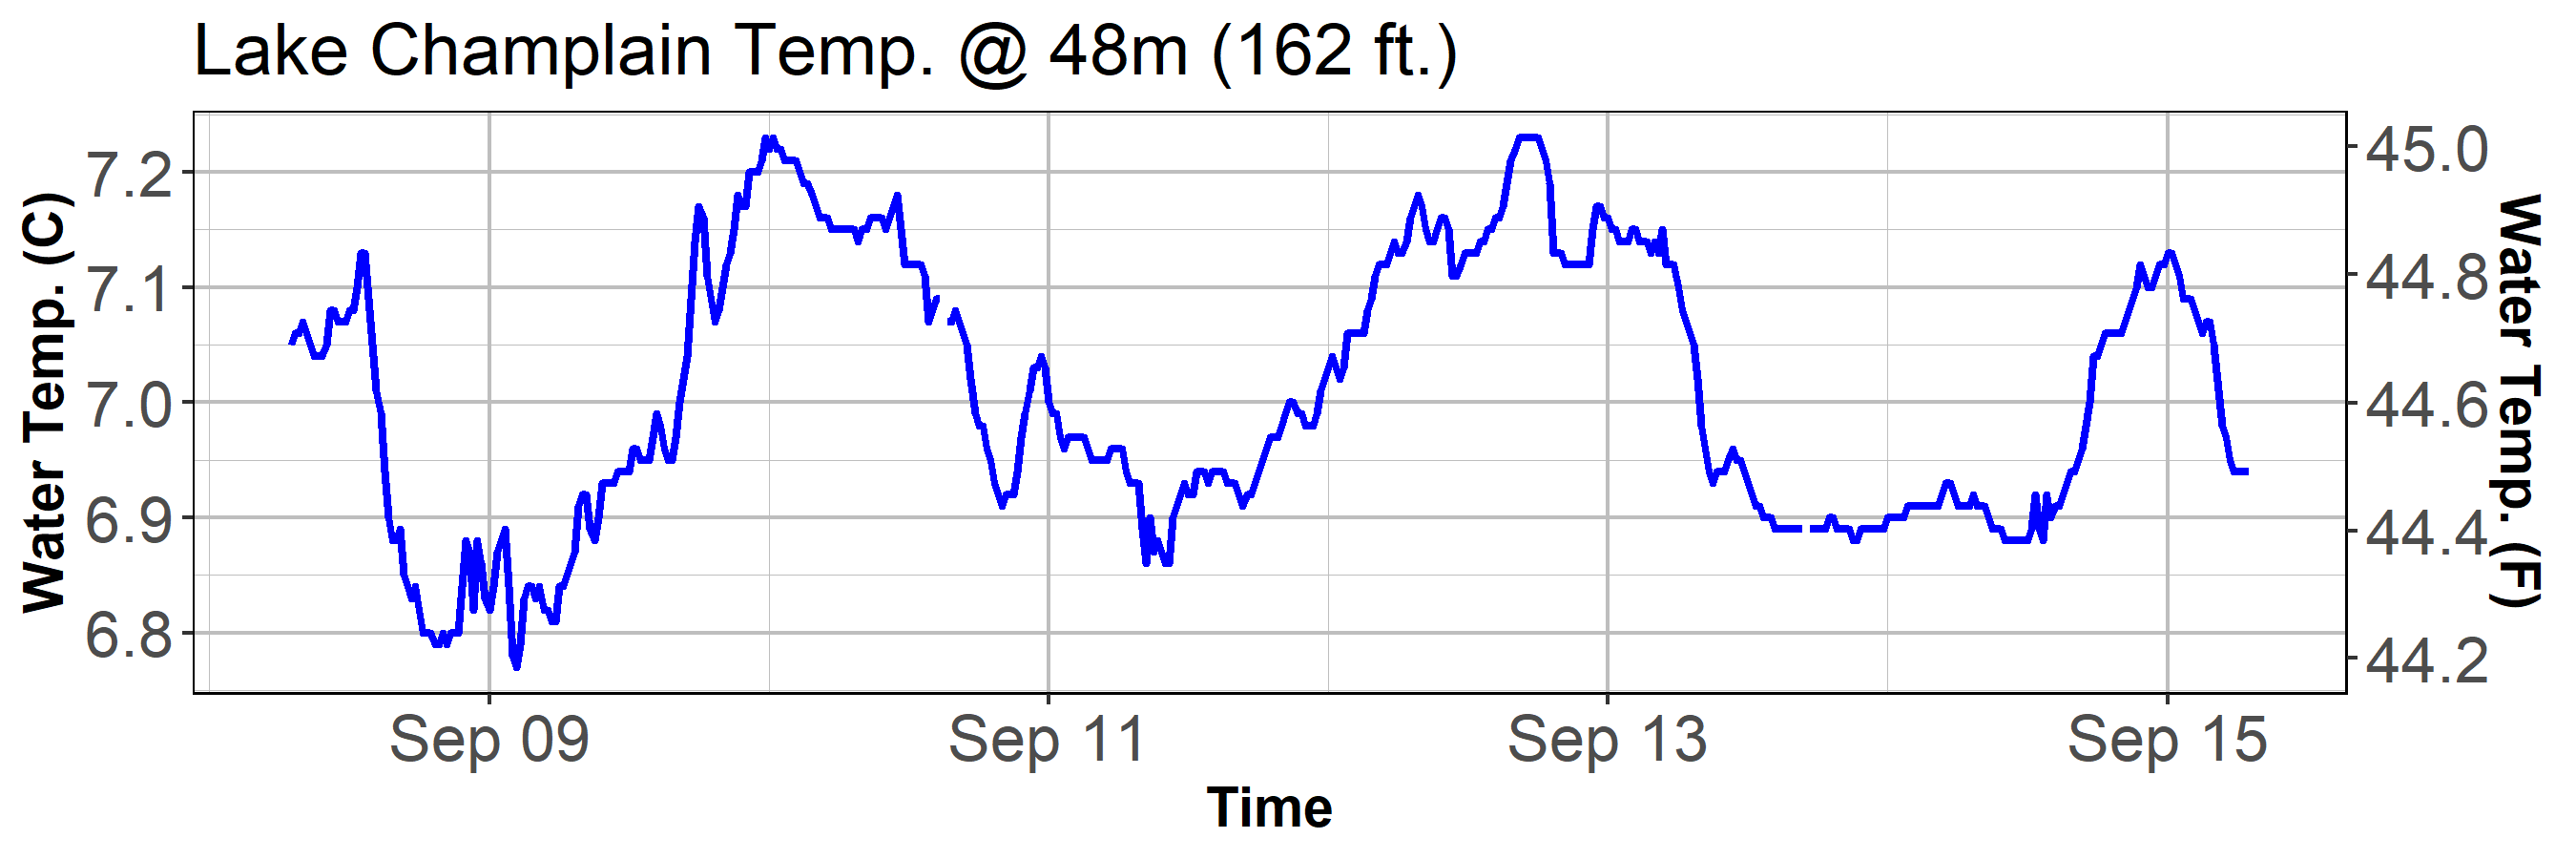 Lake Champlain Temp. @ 48m (162 ft.)
Water Temp. (C)
7.2
7.1
7.0
6.9
6.8
45.0
44.8
44.6
44.4
44.2
Water Temp. (F)
Sep 09
Sep 11
Sep 13
Sep 15
Time